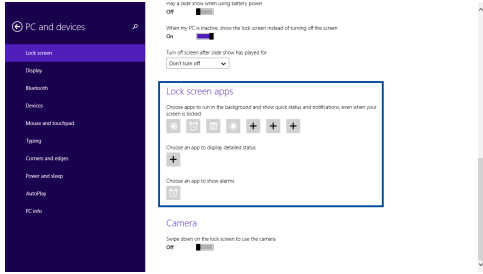 Play a slide show when using battery power
Off
PC and devices
When my PC is inactive, show the lock screen instead of turning off the screen
On
Lock screen
Turn off screen after slide show has played for
Don't turn off
Display
Bluetooth
Lock screen apps
Devices
Choose apps to run in the background and show quick status and notifications, even when your
screen is locked
Mouse and touchpad
Typing
Corners and edges
Choose an app to display detailed status
Power and sleep
Choose an app to show alarms
AutoPlay
PC info
Camera
Swipe down on the lock screen to use the camera
Off